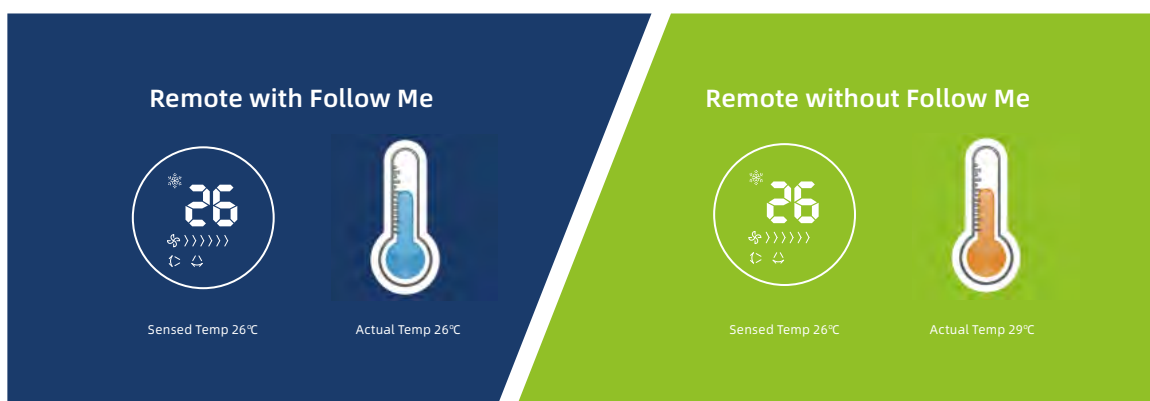 Remote with Follow Me
26
Sensed Temp 26℃
Actual Temp 26℃
Remote without Follow Me
26
Sensed Temp 26℃
Actual Temp 29℃